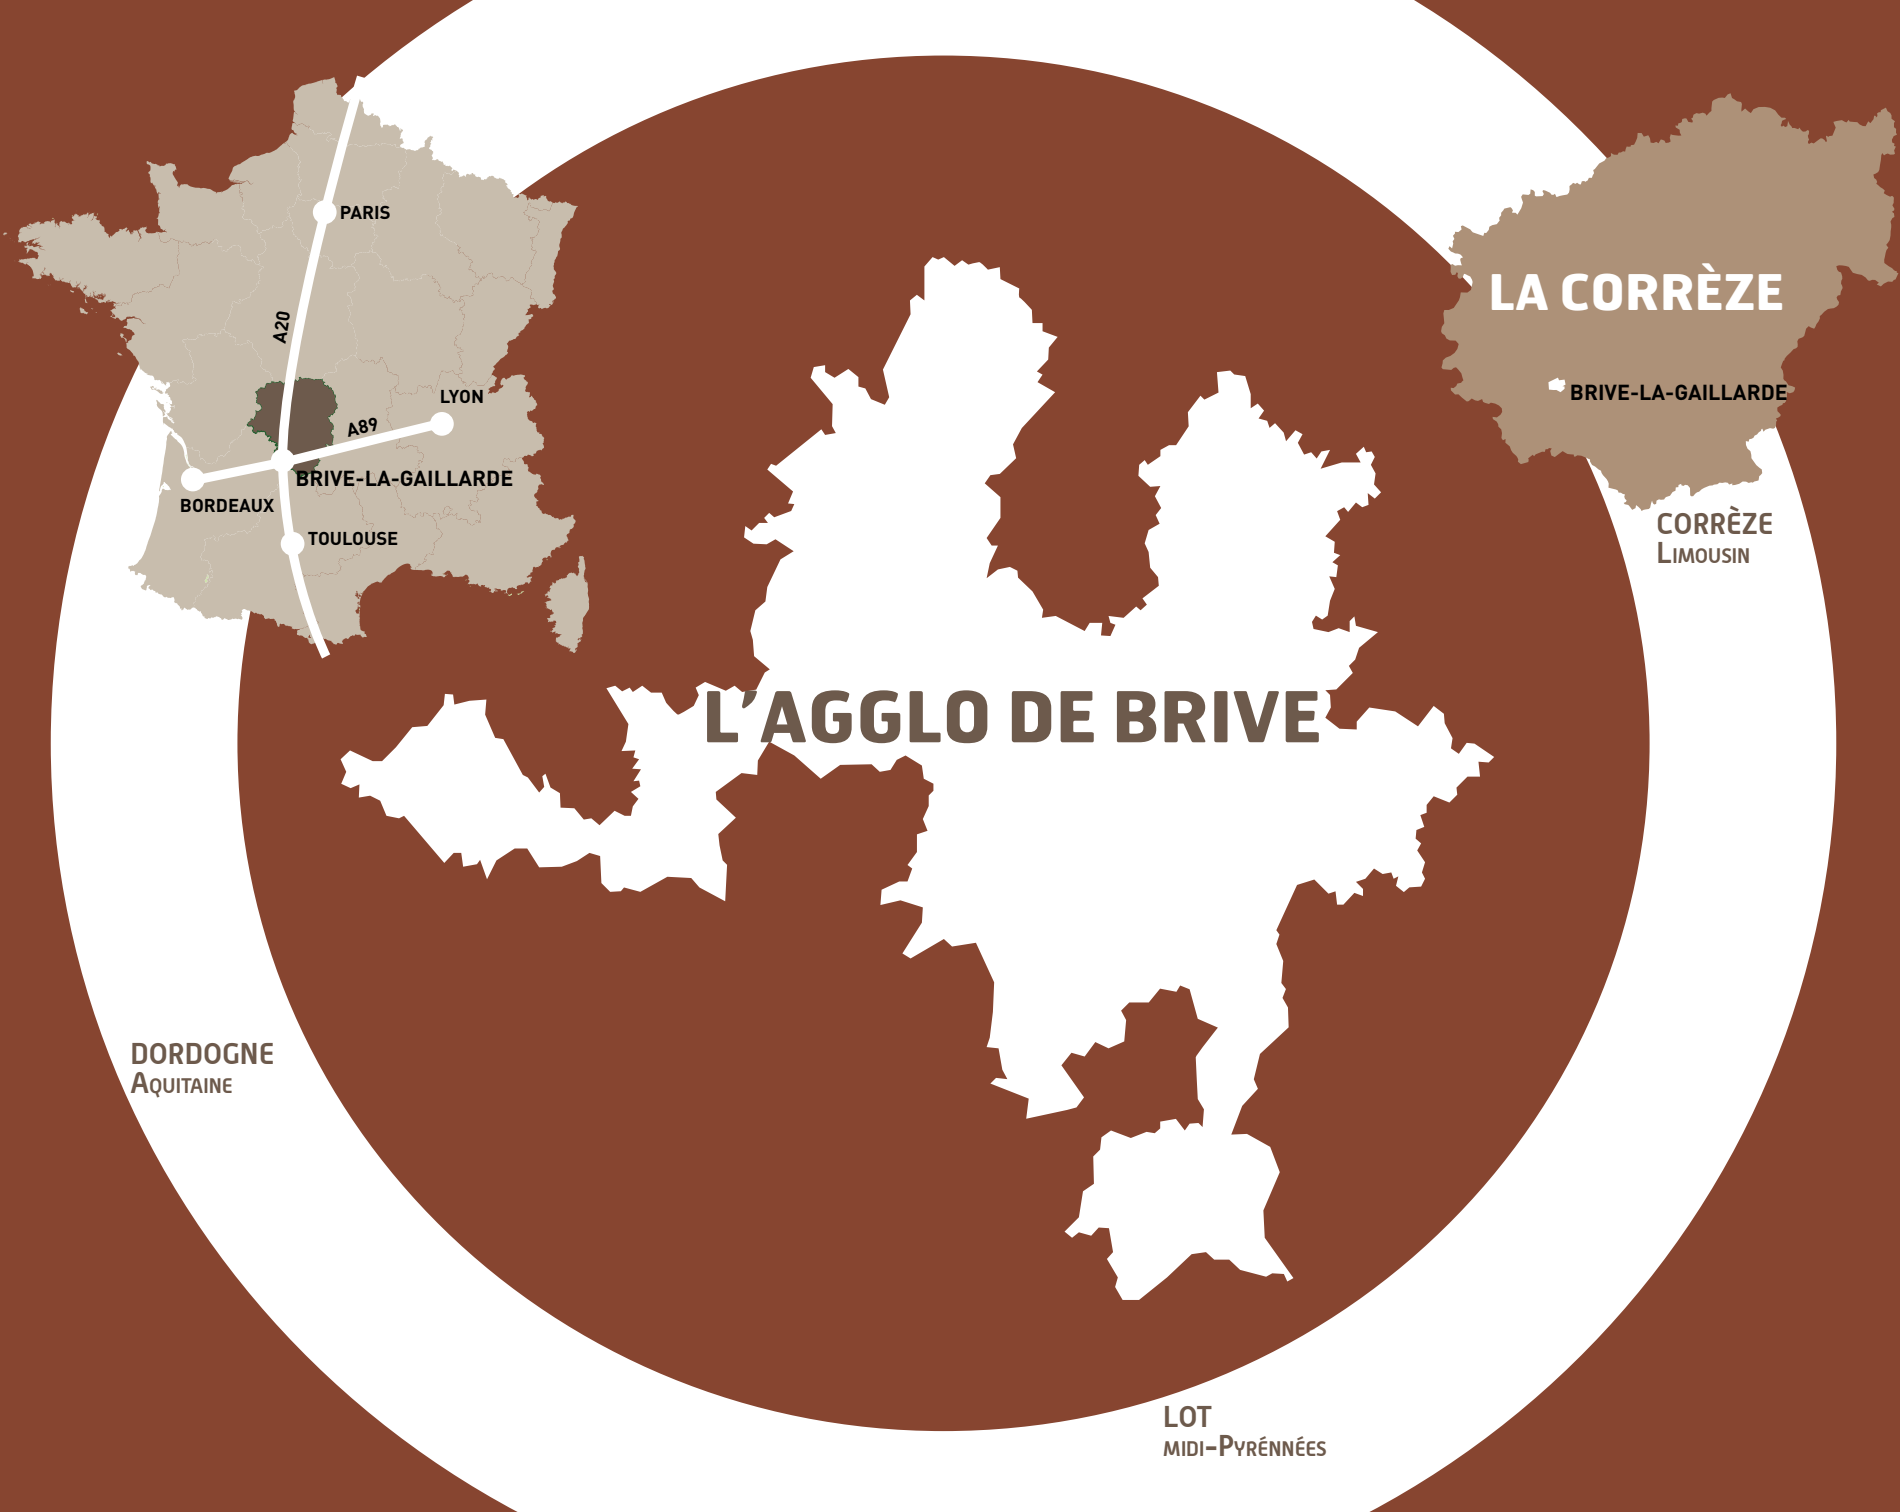 PARIS
A20
LYON
A89
BRIVE-LA-GAILLARDE
BORDEAUX
TOULOUSE
LA CORRÈZE
BRIVE-LA-GAILLARDE
CORRÈZE
LIMOUSIN
L'AGGLO DE BRIVE
DORDOGNE
AQUITAINE
LOT
MIDI-PYRÉNNÉES